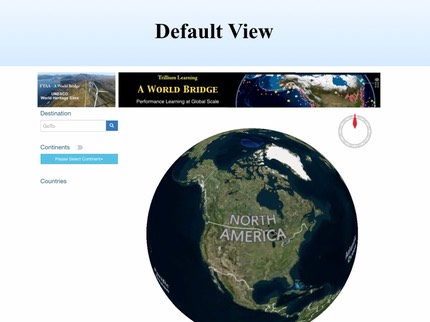 Default View
ETAA - A World Bridge
UNESCO
World Heritage Sites
Trillium Learning
A WORLD BRIDGE
Performance Learning at Global Scale
Destination
GoTo
Continents
Please Select Continent
Countries
NORTH
AMERICA